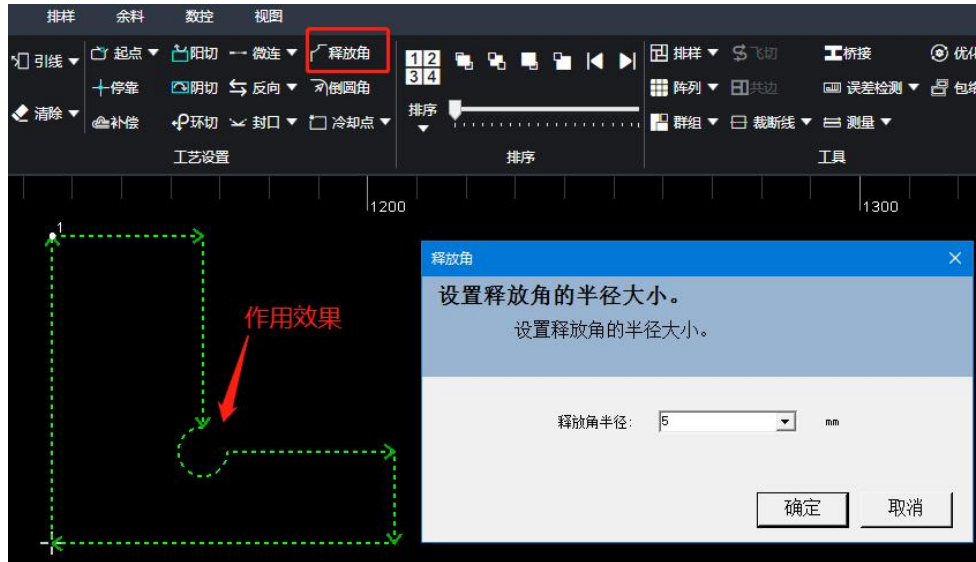 排样 余料 数控 视图
引线 起点 阳切 微连 释放角 排样 飞切 桥接 优化
停靠 阴切 反向 倒圆角 1 2 3 4 阵列 共边 误差检测
清除 补偿 环切 封口 冷却点 排序 群组 裁断线 测量
工艺设置 排序 工具
1200 1300
1
释放角
设置释放角的半径大小。
设置释放角的半径大小。
作用效果
释放角半径: 5 mm
确定 取消